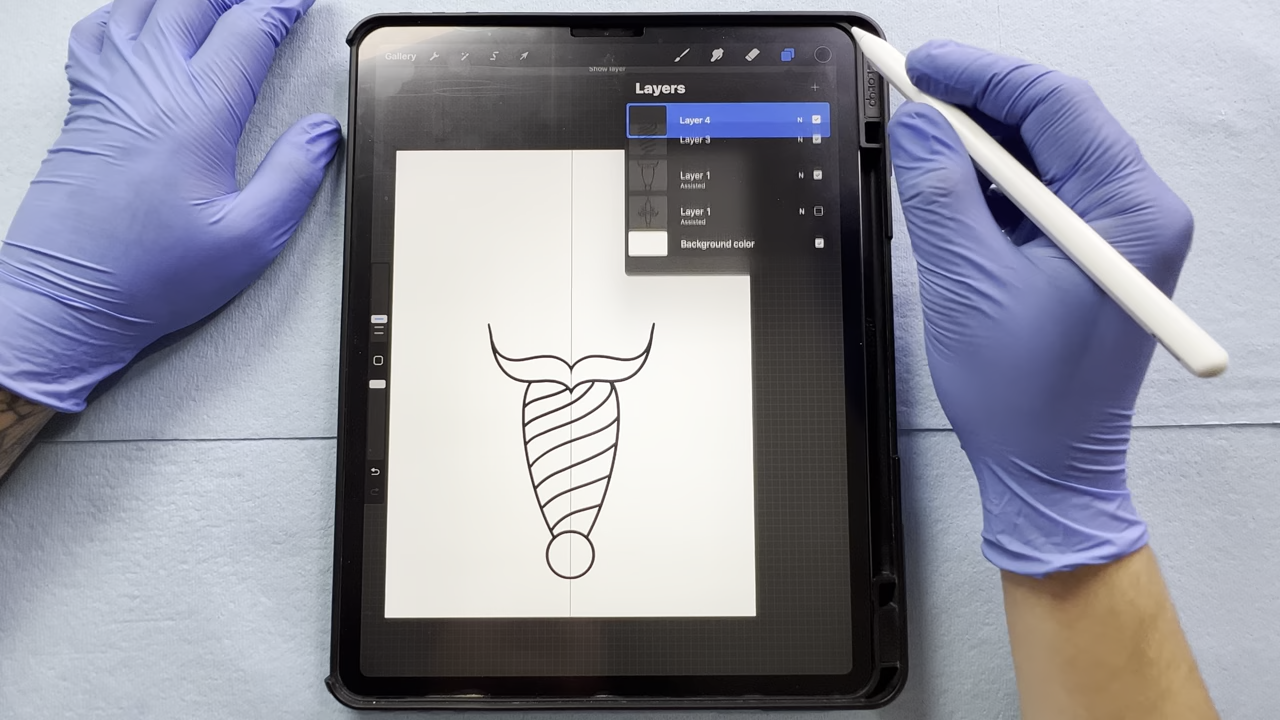 Gallery
Show layer
Layers
Layer 4 N
Layer 3 N
Layer 1 N
Assisted
Layer 1 N
Assisted
Background color